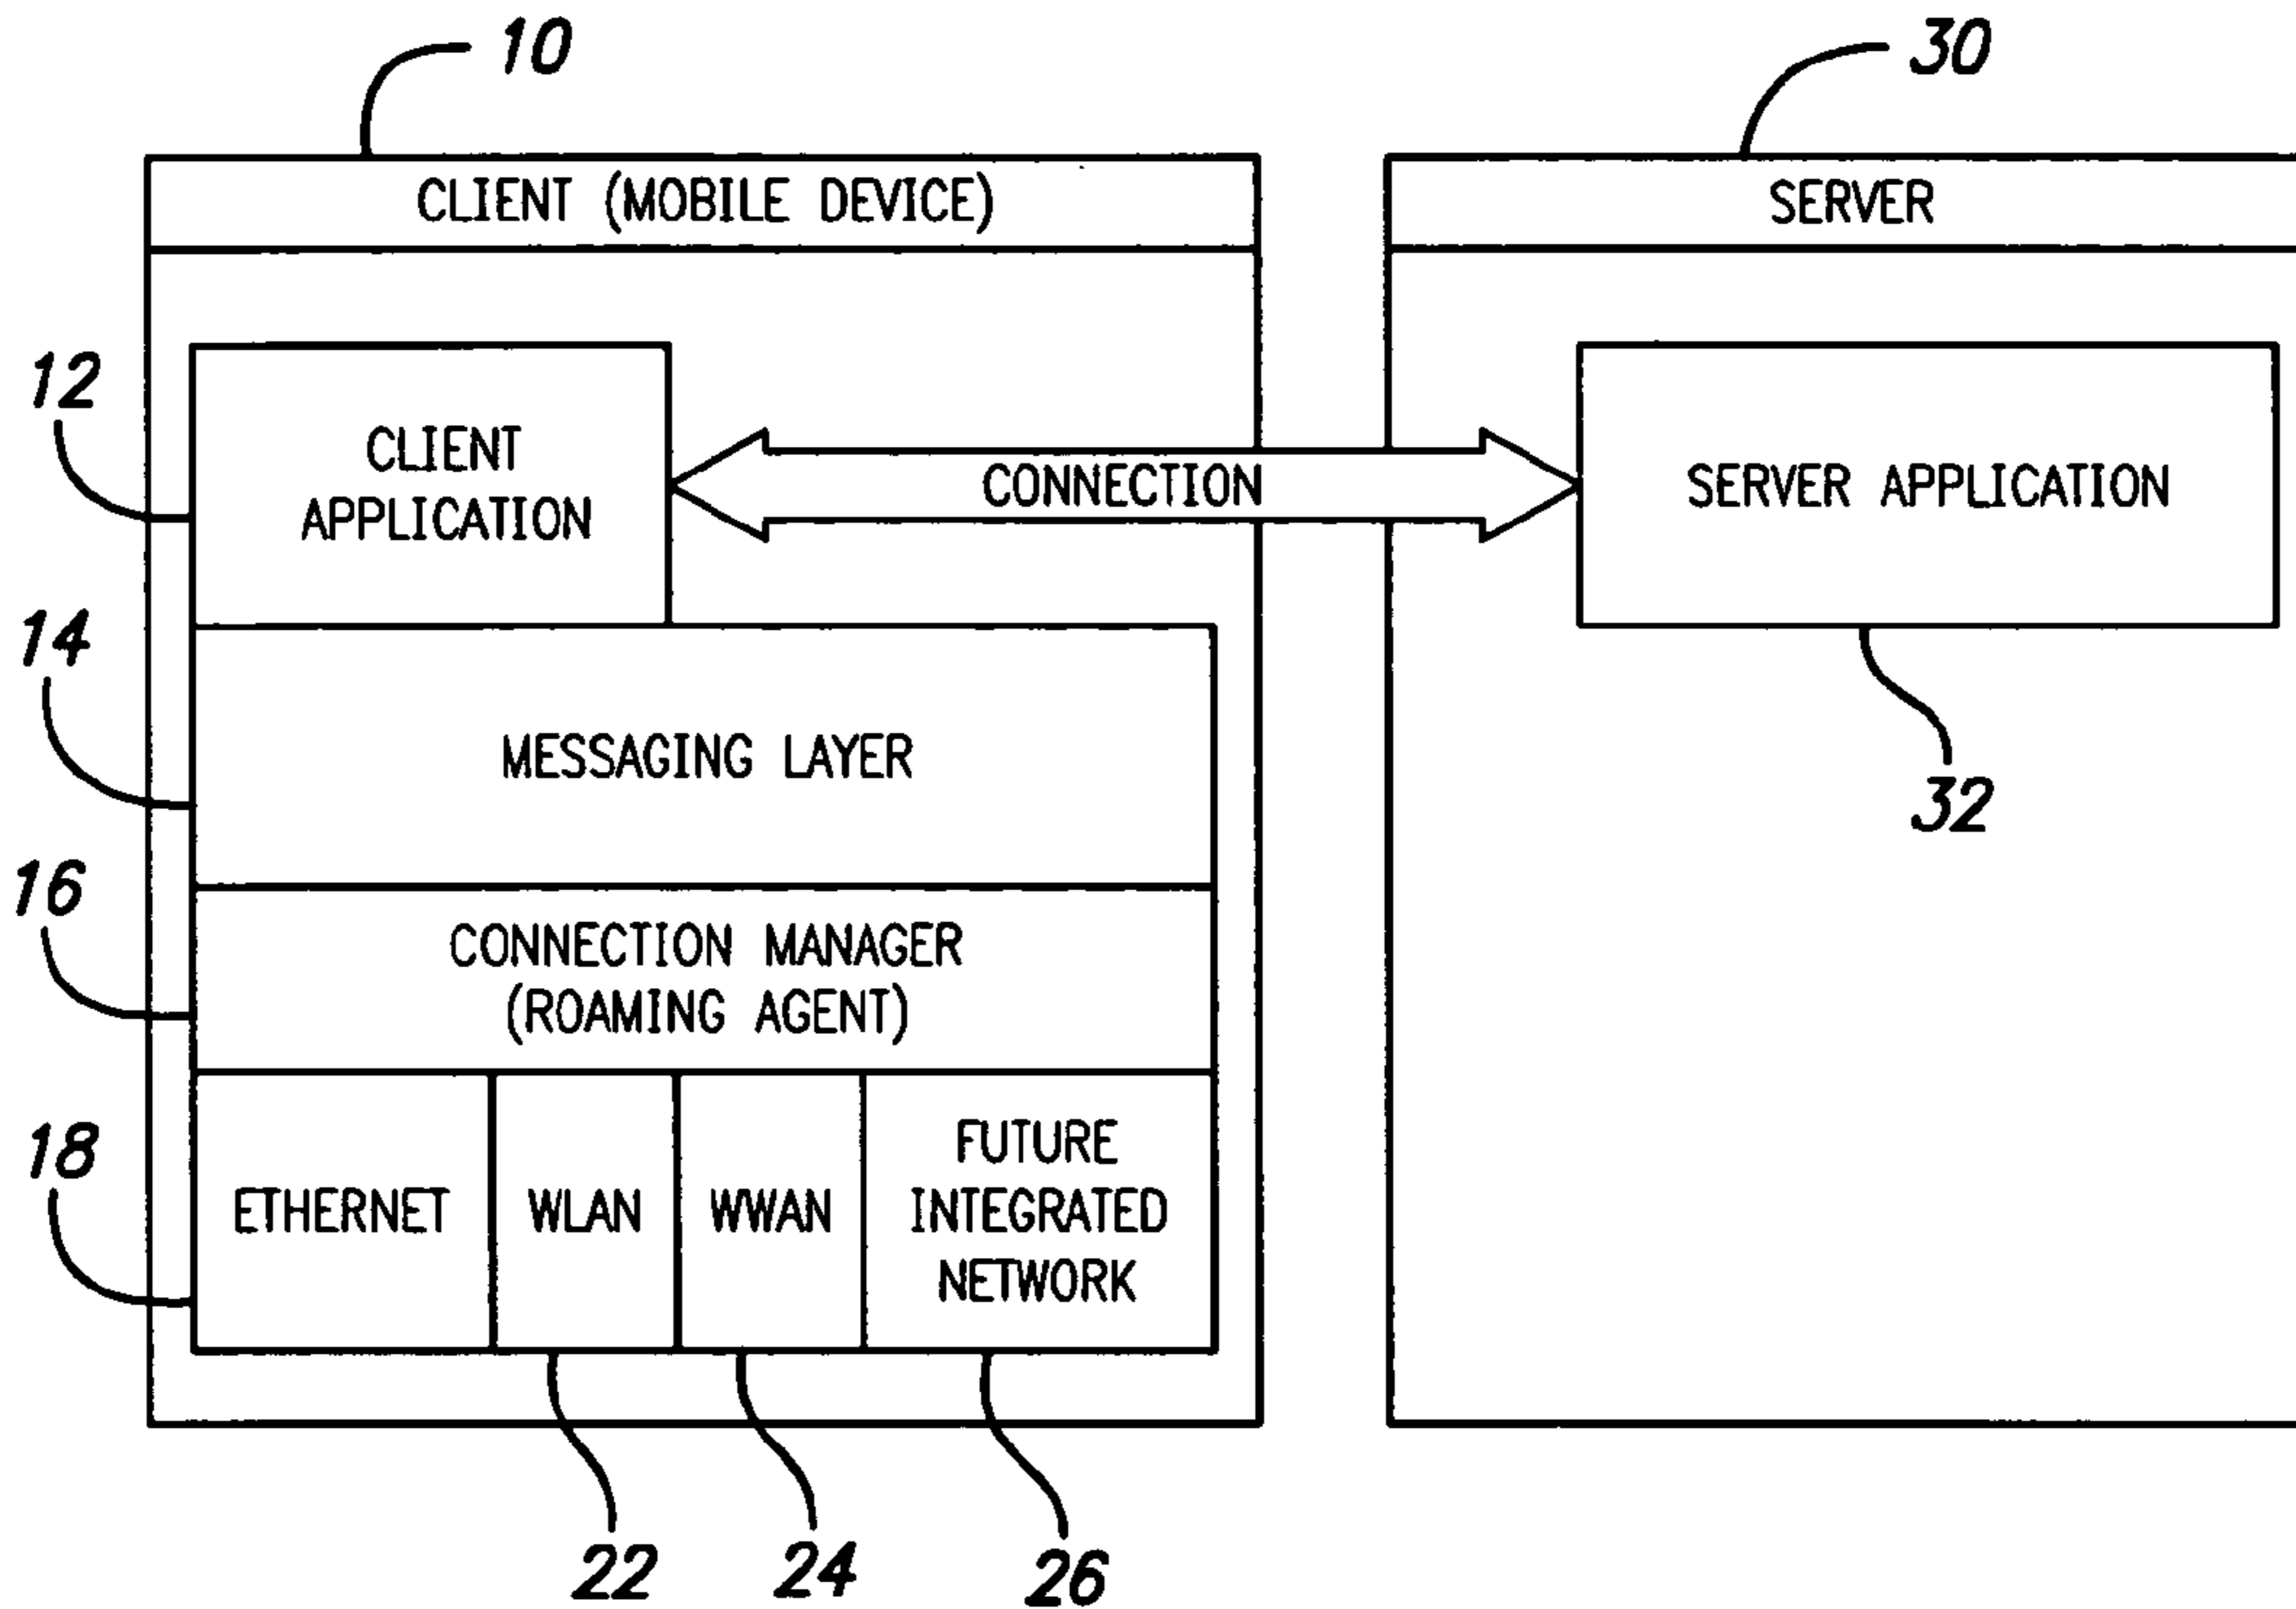 10
30
CLIENT (MOBILE DEVICE)
SERVER
12
CLIENT
APPLICATION
CONNECTION
SERVER APPLICATION
14
MESSAGING LAYER
32
16
CONNECTION MANAGER
(ROAMING AGENT)
18
ETHERNET
WLAN
WWAN
FUTURE
INTEGRATED
NETWORK
22
24
26